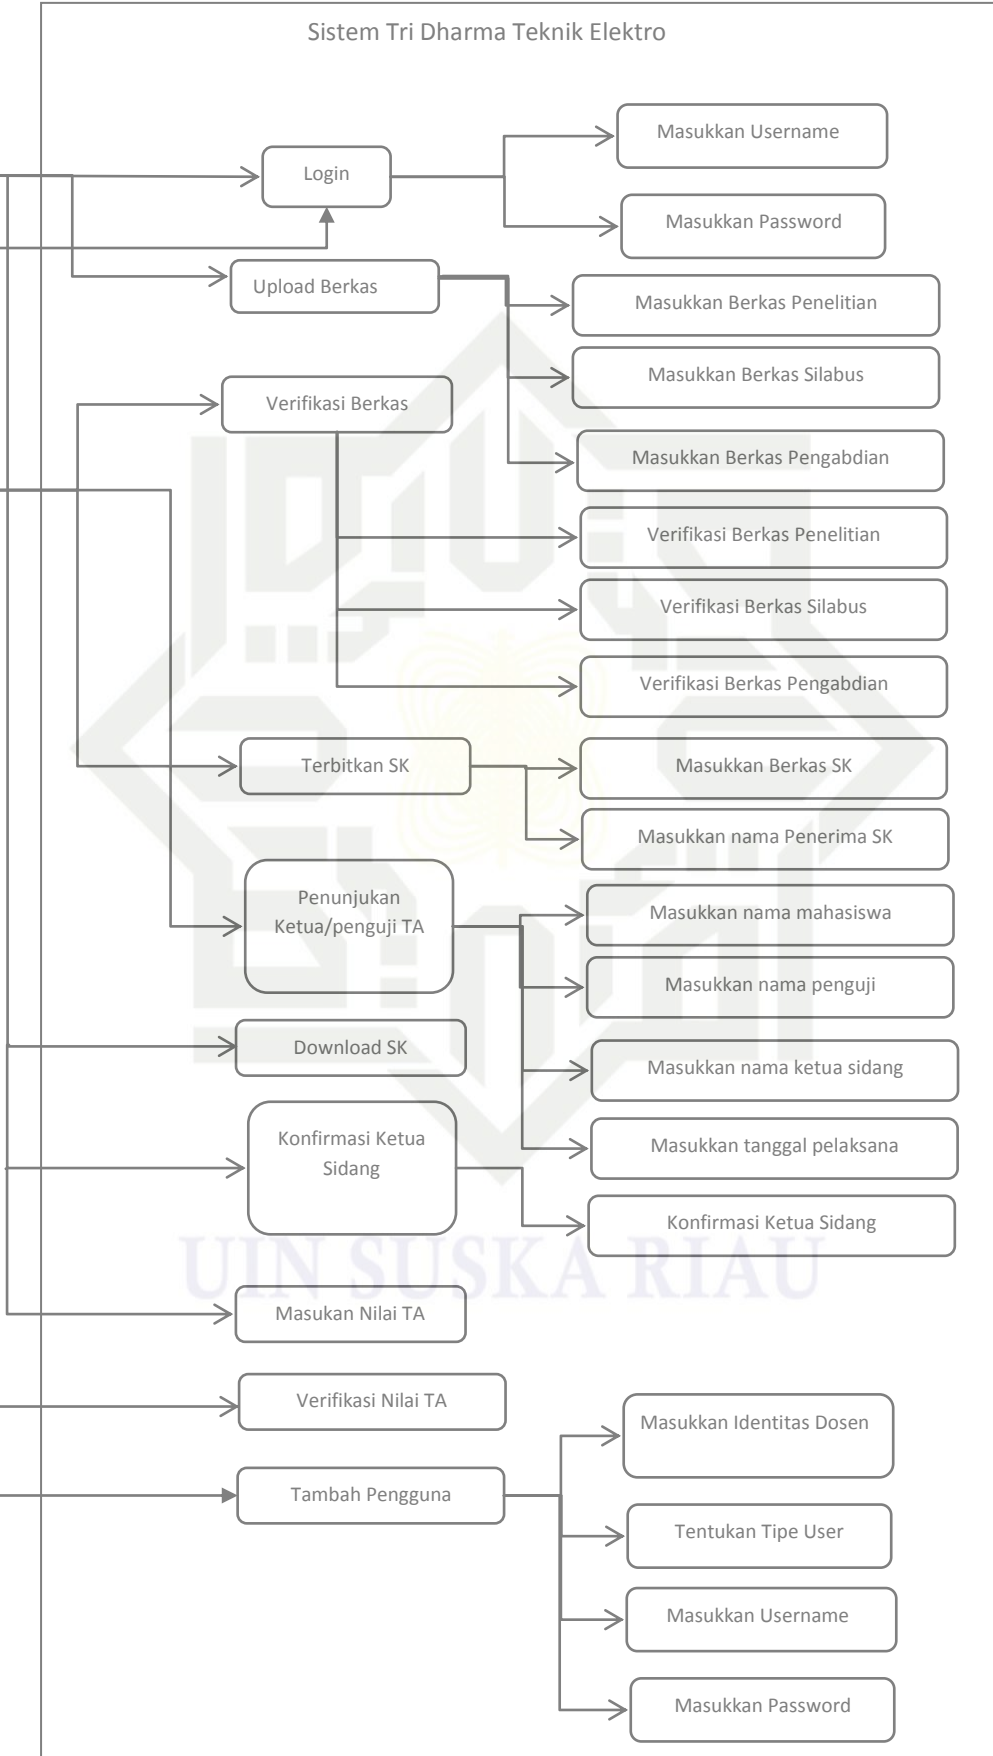 Sistem Tri Dharma Teknik Elektro
Masukkan Username
Login
Masukkan Password
Upload Berkas
Masukkan Berkas Penelitian
Masukkan Berkas Silabus
Verifikasi Berkas
Masukkan Berkas Pengabdian
Verifikasi Berkas Penelitian
Verifikasi Berkas Silabus
Verifikasi Berkas Pengabdian
Terbitkan SK
Masukkan Berkas SK
Masukkan nama Penerima SK
Penunjukan
Ketua/penguji TA
Masukkan nama mahasiswa
Masukkan nama penguji
Download SK
Masukkan nama ketua sidang
Konfirmasi Ketua
Sidang
Masukkan tanggal pelaksana
Konfirmasi Ketua Sidang
UIN SUSKA RIAU
Masukan Nilai TA
Verifikasi Nilai TA
Masukkan Identitas Dosen
Tambah Pengguna
Tentukan Tipe User
Masukkan Username
Masukkan Password